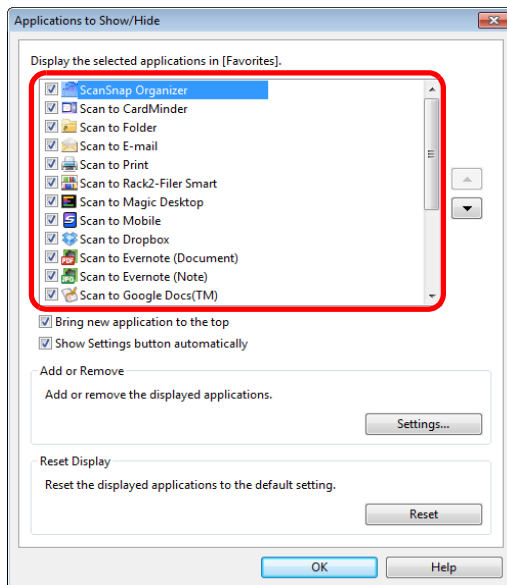 Applications to Show/Hide
Display the selected applications in [Favorites].
ScanSnap Organizer
Scan to CardMinder
Scan to Folder
Scan to E-mail
Scan to Print
Scan to Rack2-Filer Smart
Scan to Magic Desktop
Scan to Mobile
Scan to Dropbox
Scan to Evernote (Document)
Scan to Evernote (Note)
Scan to Google Docs(TM)
Bring new application to the top
Show Settings button automatically
Add or Remove
Add or remove the displayed applications.
Settings...
Reset Display
Reset the displayed applications to the default setting.
Reset
OK Help